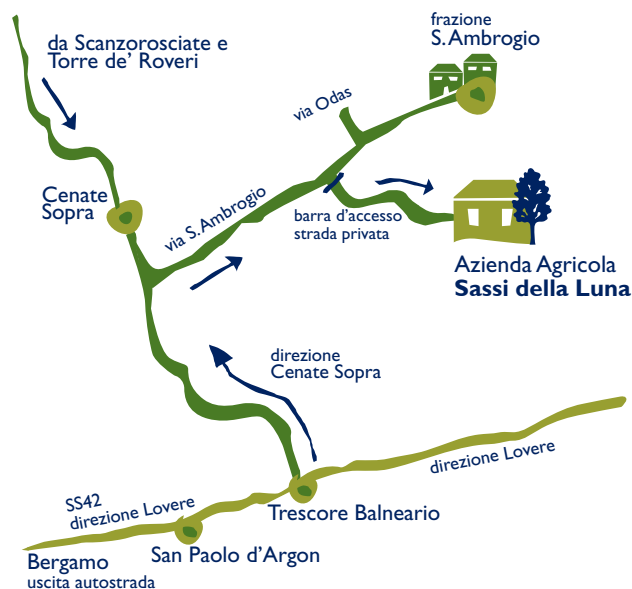 frazione
S. Ambrogio
da Scanzorosciate e
Torre de' Roveri
via Odas
Cenate
Sopra
via S. Ambrogio
barra d'accesso
strada privata
Azienda Agricola
Sassi della Luna
direzione
Cenate Sopra
direzione Lovere
SS42
direzione Lovere
Trescore Balneario
San Paolo d'Argon
Bergamo
uscita autostrada